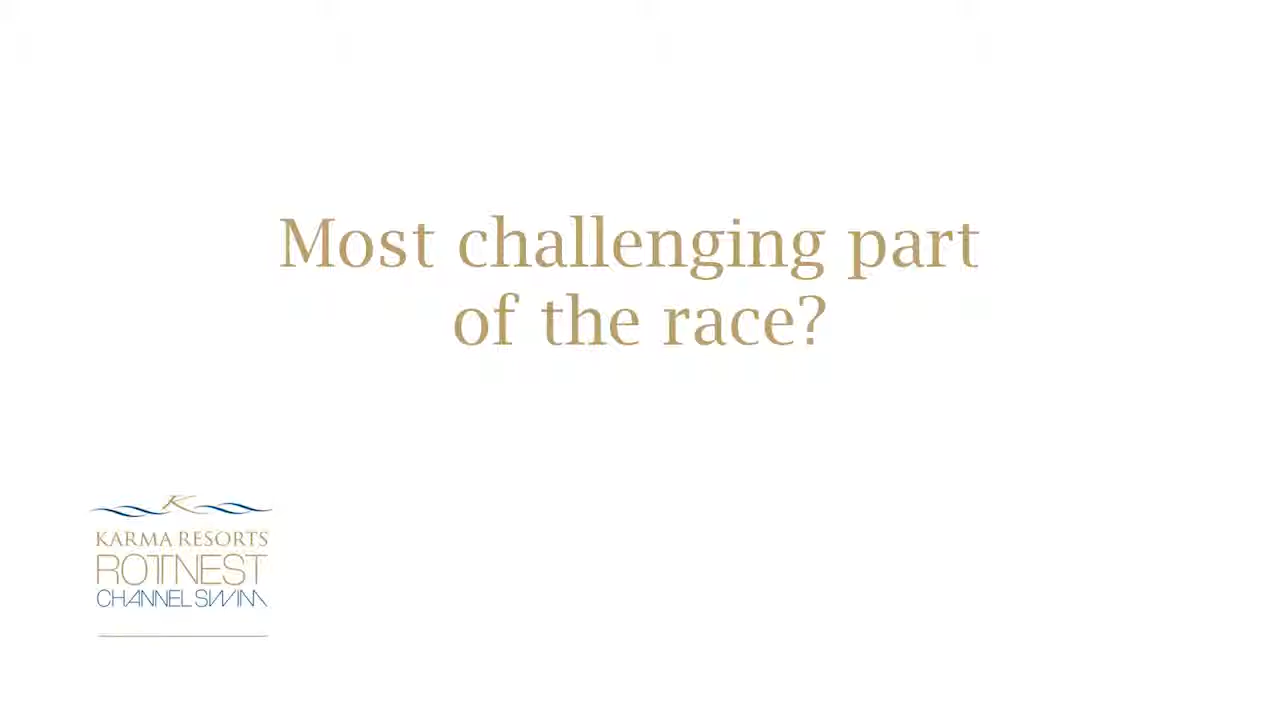 Most challenging part
of the race?
K
KARMA RESORTS
ROTTNEST
CHANNEL SWIM